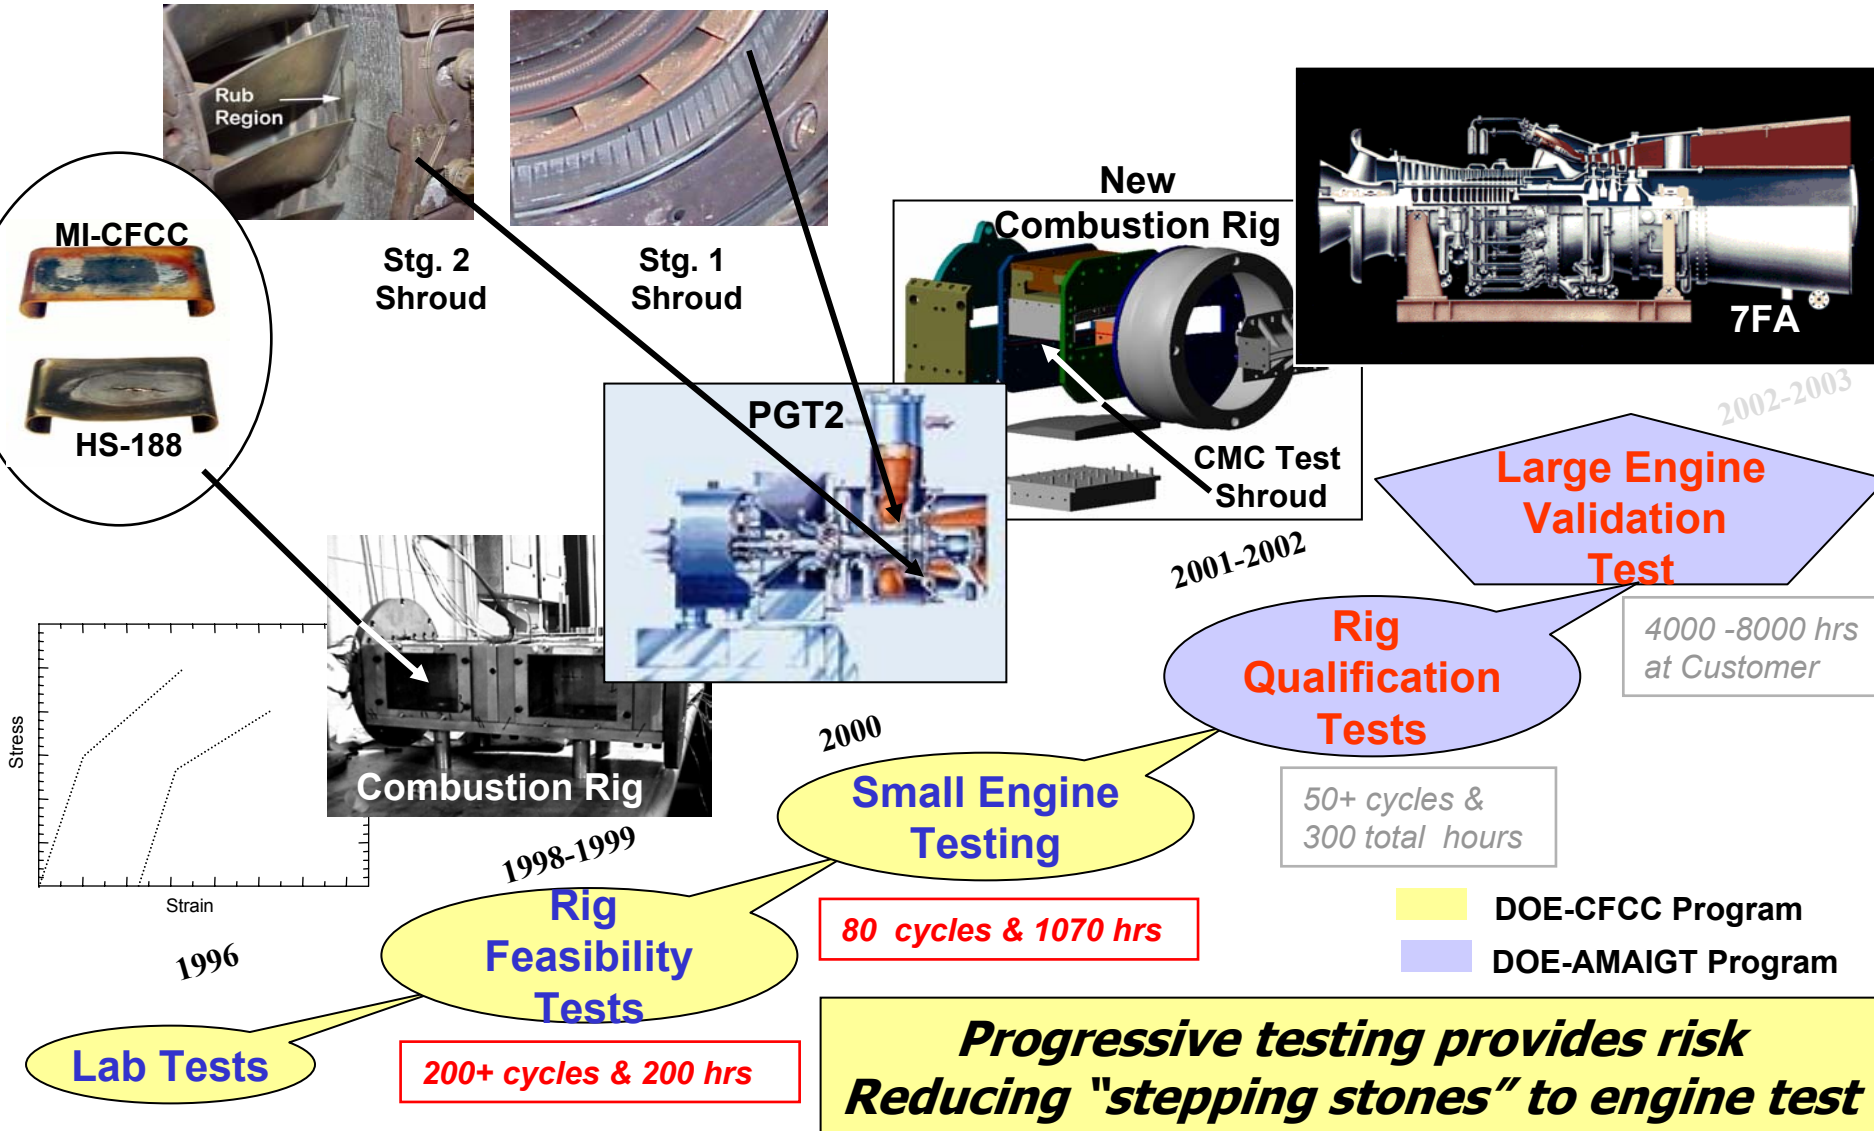 Rub
Region
Stg. 2
Shroud
Stg. 1
Shroud
New
Combustion Rig
CMC Test
Shroud
7FA
MI-CFCC
HS-188
PGT2
Combustion Rig
Stress
Strain
1996
Lab Tests
1998-1999
Rig
Feasibility
Tests
200+ cycles & 200 hrs
2000
Small Engine
Testing
80 cycles & 1070 hrs
2001-2002
Rig
Qualification
Tests
50+ cycles &
300 total hours
2002-2003
Large Engine
Validation
Test
4000 -8000 hrs
at Customer
DOE-CFCC Program
DOE-AMAIGT Program
Progressive testing provides risk
Reducing “stepping stones” to engine test